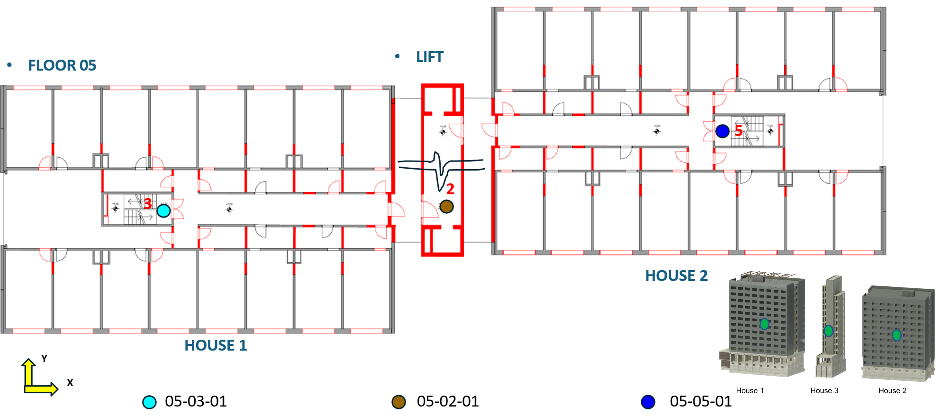 • LIFT
• FLOOR 05
5
2
3
HOUSE 2
HOUSE 1
Y
X
House 1
House 3
House 2
05-03-01
05-02-01
05-05-01